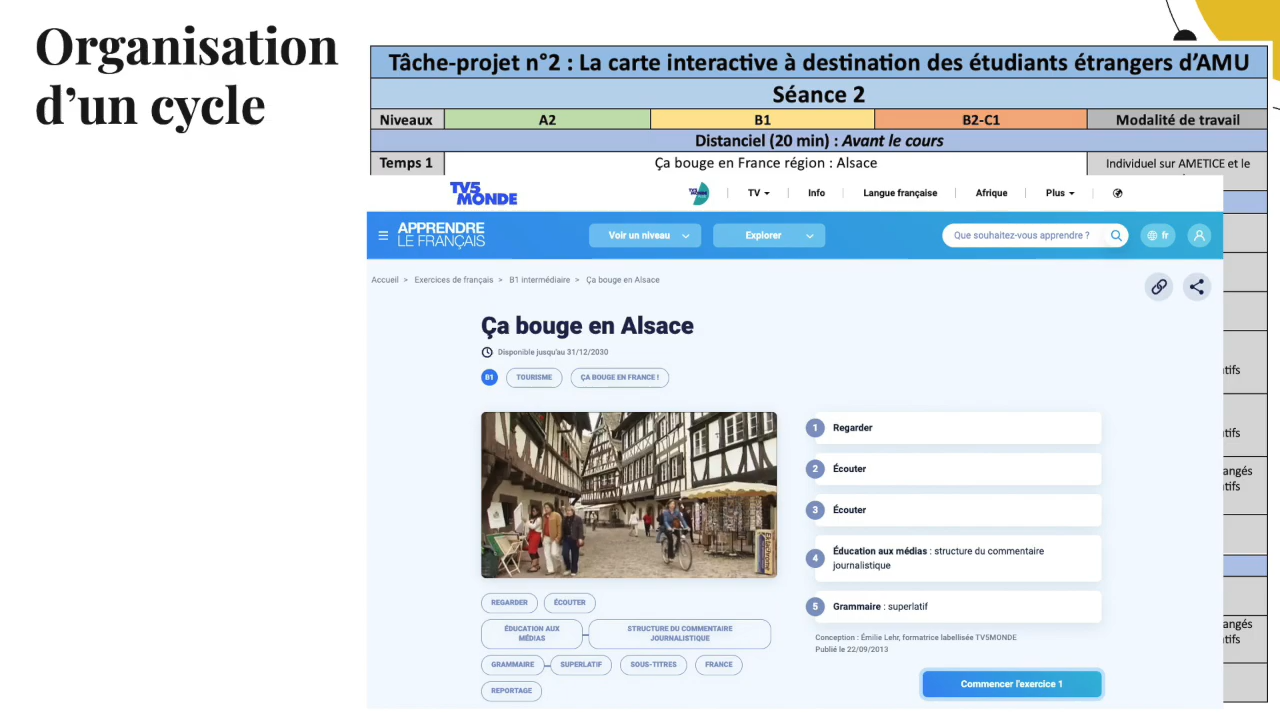 Organisation
d'un cycle
Tâche-projet n°2 : La carte interactive à destination des étudiants étrangers d'AMU
Séance 2
Niveaux A2 B1 B2-C1 Modalité de travail
Distanciel (20 min) : Avant le cours
Temps 1 Ça bouge en France région : Alsace Individuel sur AMETICE et le
TV5
MONDE
TV Info Langue française Afrique Plus
APPRENDRE
LE FRANÇAIS
Voir un niveau Explorer Que souhaitez-vous apprendre ? fr
Accueil > Exercices de français > B1 intermédiaire > Ça bouge en Alsace
Ça bouge en Alsace
Disponible jusqu'au 31/12/2030
B1 TOURISME ÇA BOUGE EN FRANCE !
1 Regarder
2 Écouter
3 Écouter
4 Éducation aux médias : structure du commentaire
journalistique
5 Grammaire : superlatif
REGARDER ÉCOUTER
ÉDUCATION AUX
MÉDIAS
STRUCTURE DU COMMENTAIRE
JOURNALISTIQUE
GRAMMAIRE SUPERLATIF SOUS-TITRES FRANCE
REPORTAGE
Conception : Émilie Lehr, formatrice labellisée TV5MONDE
Publié le 22/09/2013
Commencer l'exercice 1
tifs
tifs
angés
tifs
angés
tifs